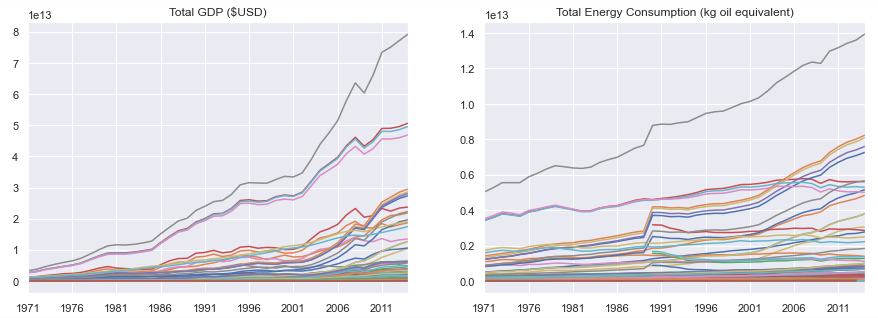 Total GDP ($USD)
1e13
8
7
6
5
4
3
2
1
0
1971 1976 1981 1986 1991 1996 2001 2006 2011
Total Energy Consumption (kg oil equivalent)
1e13
1.4
1.2
1.0
0.8
0.6
0.4
0.2
0.0
1971 1976 1981 1986 1991 1996 2001 2006 2011